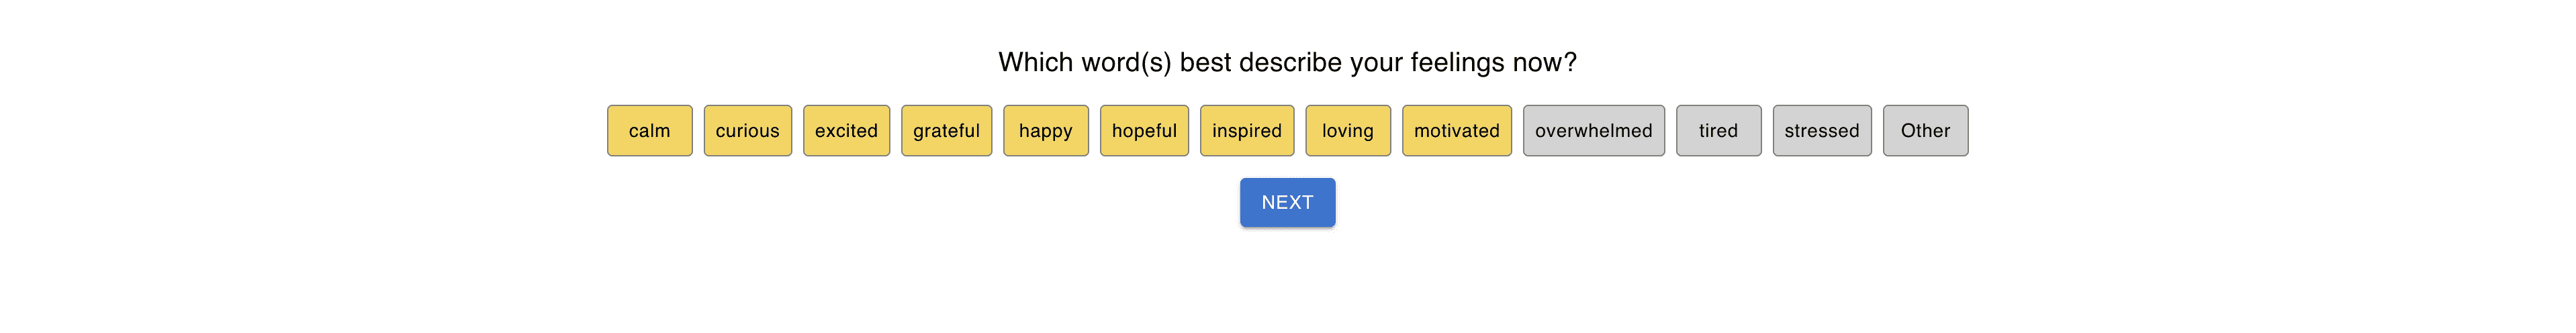 Which word(s) best describe your feelings now?
calm curious excited grateful happy hopeful inspired loving motivated overwhelmed tired stressed Other
NEXT